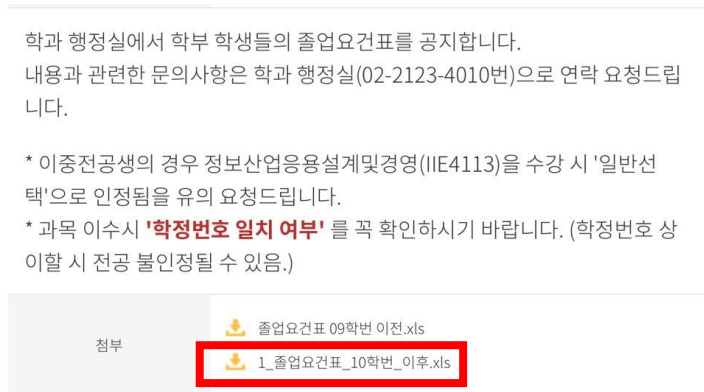 학과 행정실에서 학부 학생들의 졸업요건표를 공지합니다.
내용과 관련한 문의사항은 학과 행정실(02-2123-4010번)으로 연락 요청드립
니다.
* 이중전공생의 경우 정보산업응용설계및경영(IIE4113)을 수강 시 '일반선
택'으로 인정됨을 유의 요청드립니다.
* 과목 이수시 '학정번호 일치 여부' 를 꼭 확인하시기 바랍니다. (학정번호 상
이할 시 전공 불인정될 수 있음.)
첨부
졸업요건표 09학번 이전.xls
1_졸업요건표_10학번_이후.xls